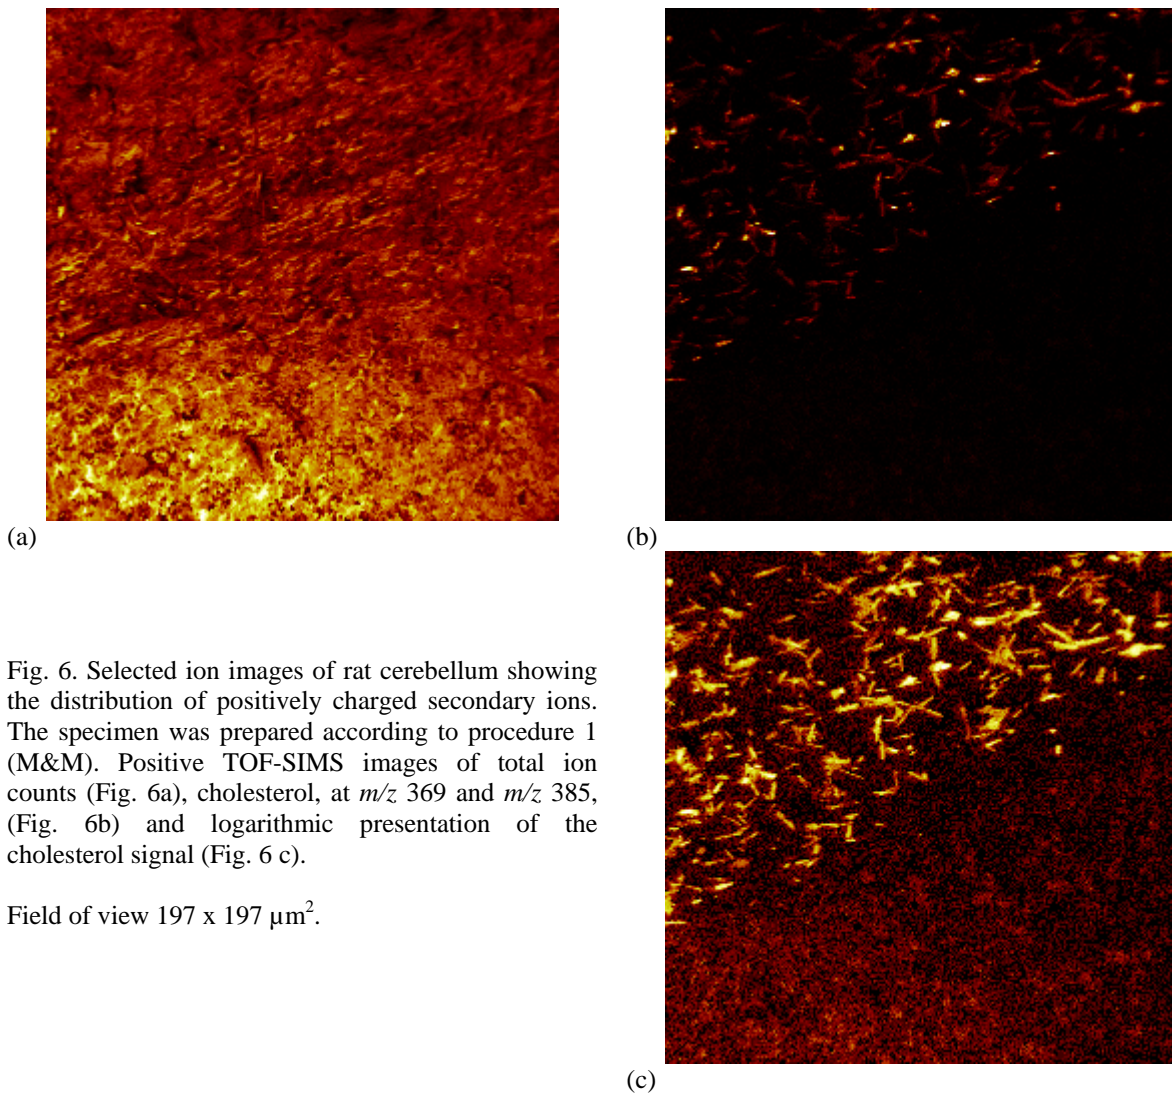 (a)
(b)
Fig. 6. Selected ion images of rat cerebellum showing
the distribution of positively charged secondary ions.
The specimen was prepared according to procedure 1
(M&M). Positive TOF-SIMS images of total ion
counts (Fig. 6a), cholesterol, at m/z 369 and m/z 385,
(Fig. 6b) and logarithmic presentation of the
cholesterol signal (Fig. 6 c).
Field of view 197 x 197 µm².
(c)